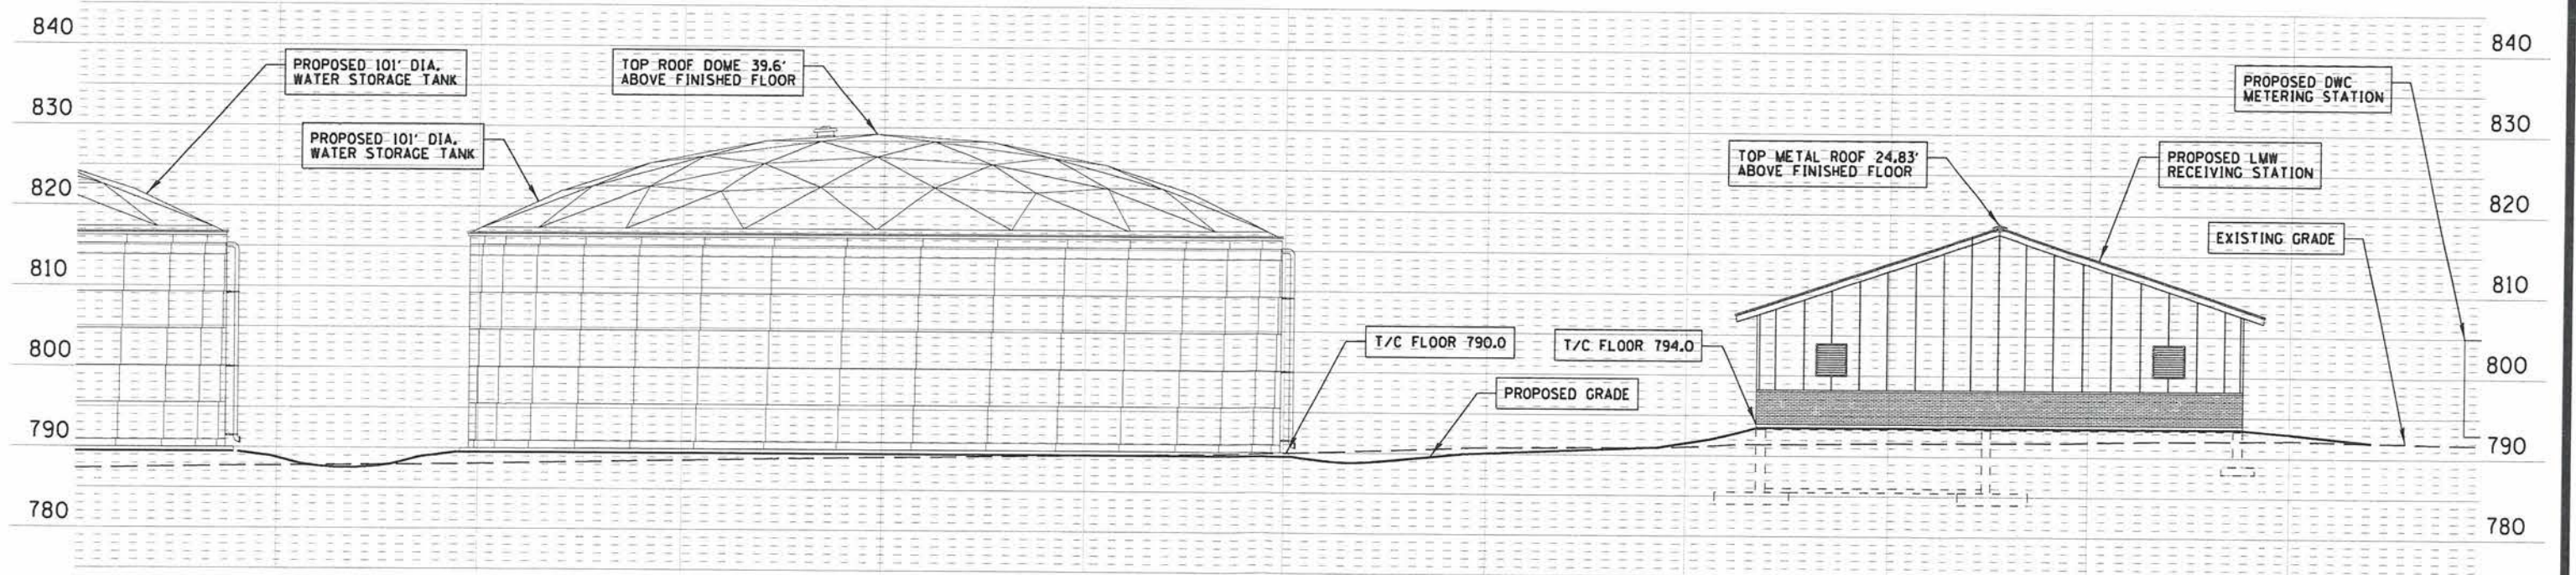 840
830
820
810
800
790
780
PROPOSED 101' DIA.
WATER STORAGE TANK
PROPOSED 101' DIA.
WATER STORAGE TANK
TOP ROOF DOME 39.6'
ABOVE FINISHED FLOOR
T/C FLOOR 790.0
PROPOSED GRADE
T/C FLOOR 794.0
TOP METAL ROOF 24.83'
ABOVE FINISHED FLOOR
PROPOSED LMW
RECEIVING STATION
EXISTING GRADE
PROPOSED DWC
METERING STATION
840
830
820
810
800
790
780